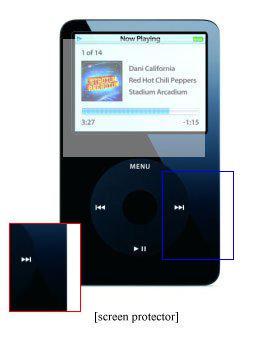 Now Playing
1 of 14
Dani California
Red Hot Chili Peppers
Stadium Arcadium
3:27
-1:15
MENU
[screen protector]